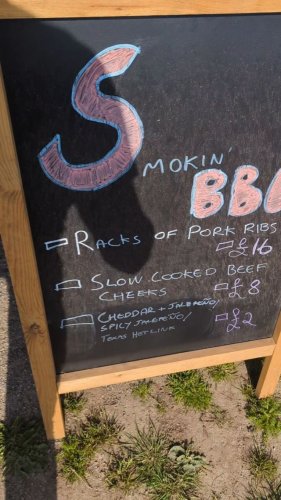 SMOKIN'
BBQ
RACKS OF PORK RIBS
£16
SLOW COOKED BEEF
CHEEKS £8
CHEDDAR + JALAPEÑO/
SPICY JALAPEÑO/
TEXAS HOT LINK £2